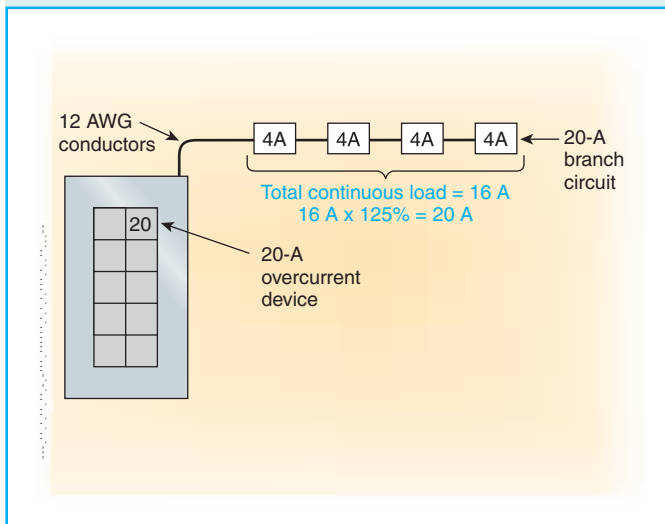 12 AWG
conductors
4A 4A 4A 4A
20-A
branch
circuit
Total continuous load = 16 A
16 A x 125% = 20 A
20
20-A
overcurrent
device